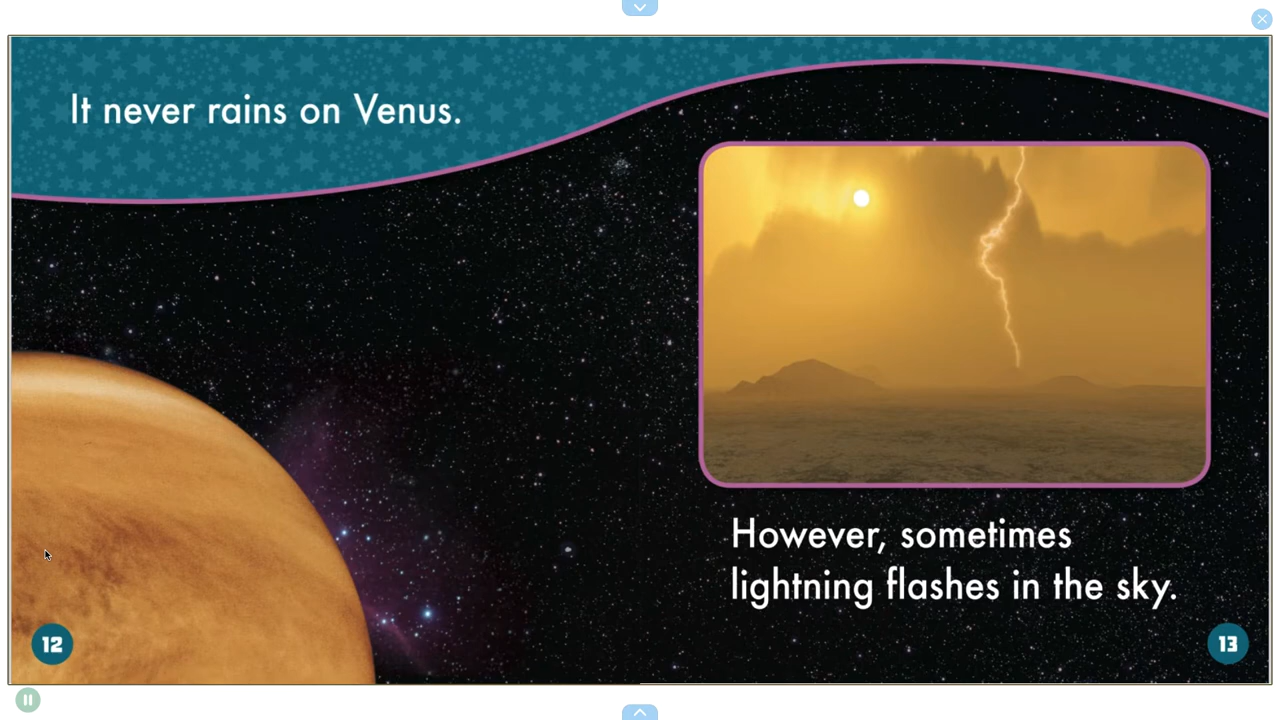 It never rains on Venus.
However, sometimes
lightning flashes in the sky.
12
13